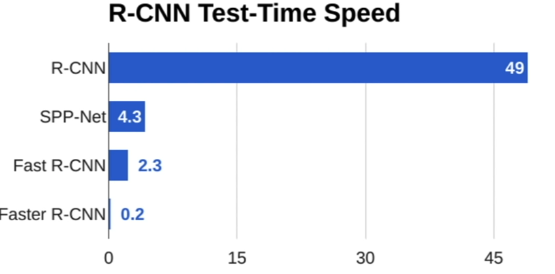 R-CNN Test-Time Speed
R-CNN 49
SPP-Net 4.3
Fast R-CNN 2.3
Faster R-CNN 0.2
0 15 30 45